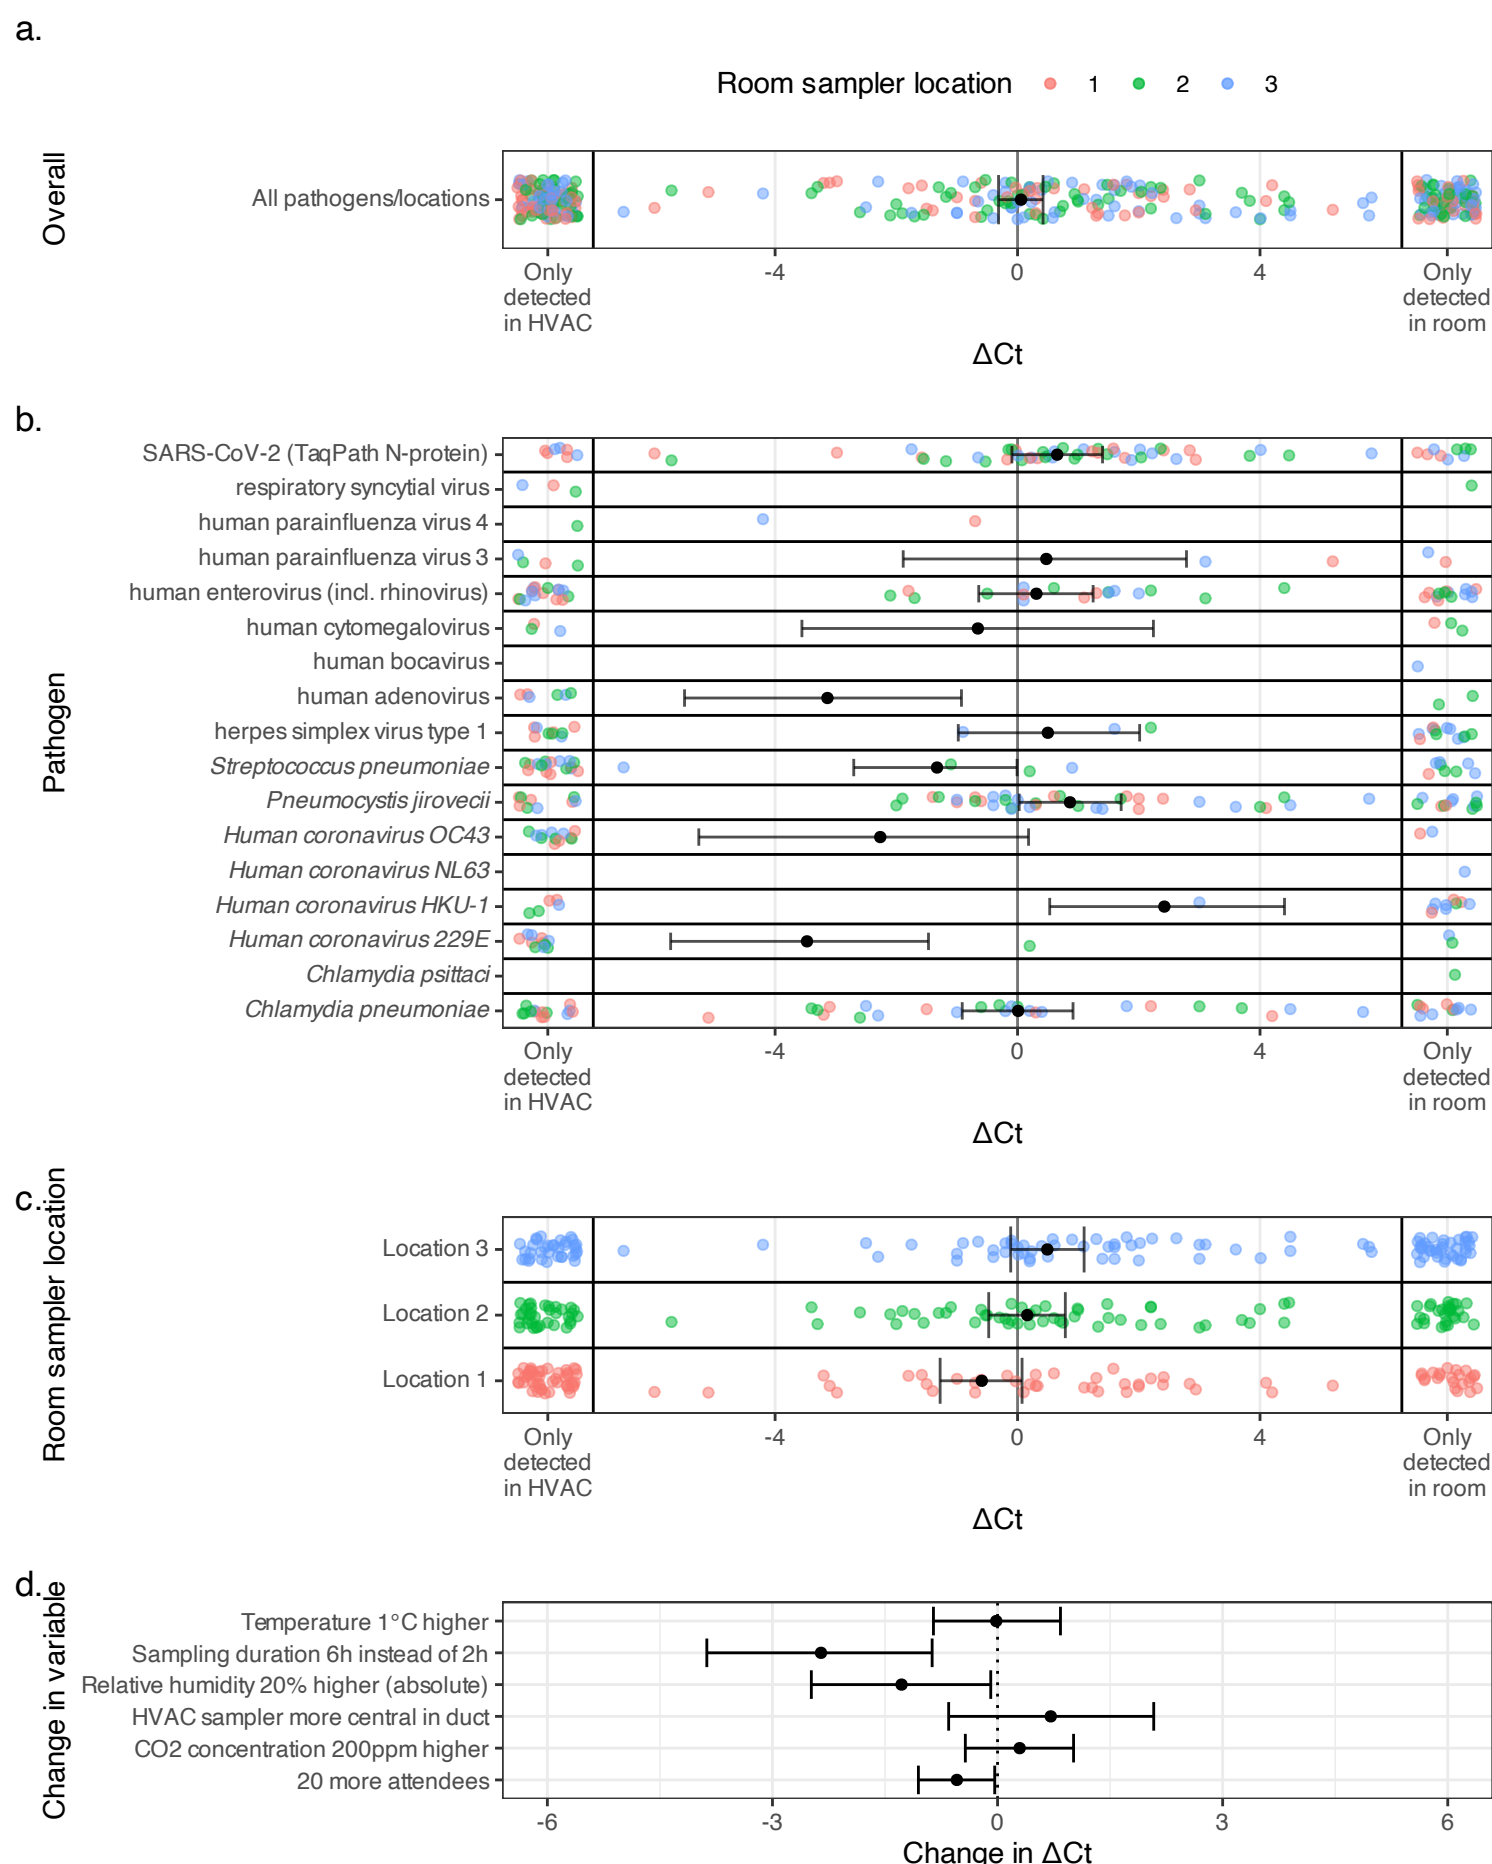 a.
Room sampler location 1 2 3
Overall
All pathogens/locations
Only detected in HVAC
-4
0
4
Only detected in room
ΔCt
b.
Pathogen
SARS-CoV-2 (TaqPath N-protein)
respiratory syncytial virus
human parainfluenza virus 4
human parainfluenza virus 3
human enterovirus (incl. rhinovirus)
human cytomegalovirus
human bocavirus
human adenovirus
herpes simplex virus type 1
Streptococcus pneumoniae
Pneumocystis jirovecii
Human coronavirus OC43
Human coronavirus NL63
Human coronavirus HKU-1
Human coronavirus 229E
Chlamydia psittaci
Chlamydia pneumoniae
Only detected in HVAC
-4
0
4
Only detected in room
ΔCt
c.
Room sampler location
Location 3
Location 2
Location 1
Only detected in HVAC
-4
0
4
Only detected in room
ΔCt
d.
Change in variable
Temperature 1°C higher
Sampling duration 6h instead of 2h
Relative humidity 20% higher (absolute)
HVAC sampler more central in duct
CO2 concentration 200ppm higher
20 more attendees
-6
-3
0
3
6
Change in ΔCt